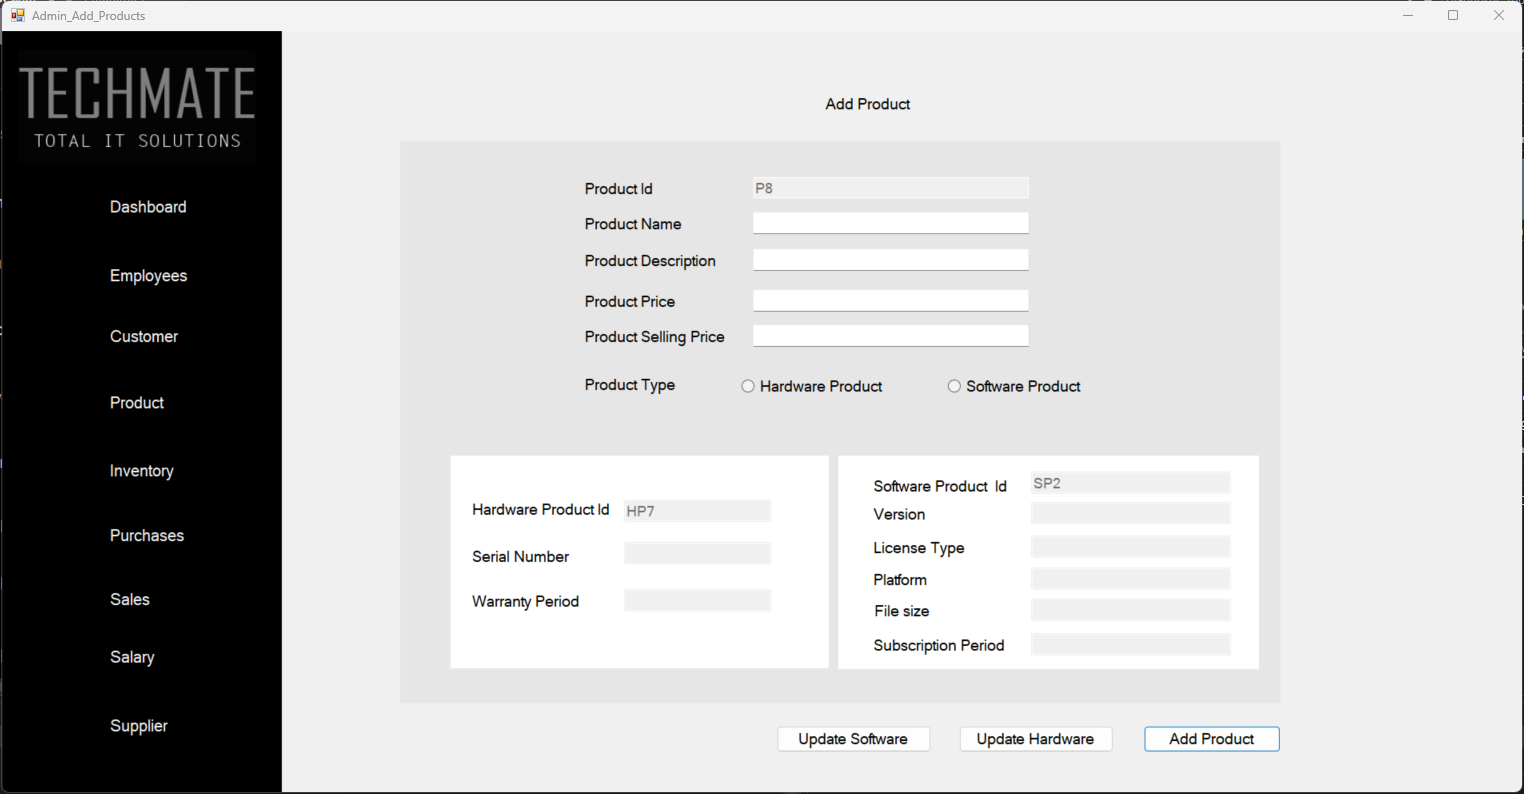 Admin_Add_Products
TECHMATE
TOTAL IT SOLUTIONS
Dashboard
Employees
Customer
Product
Inventory
Purchases
Sales
Salary
Supplier
Add Product
Product Id P8
Product Name
Product Description
Product Price
Product Selling Price
Product Type Hardware Product Software Product
Hardware Product Id HP7
Serial Number
Warranty Period
Software Product Id SP2
Version
License Type
Platform
File size
Subscription Period
Update Software Update Hardware Add Product